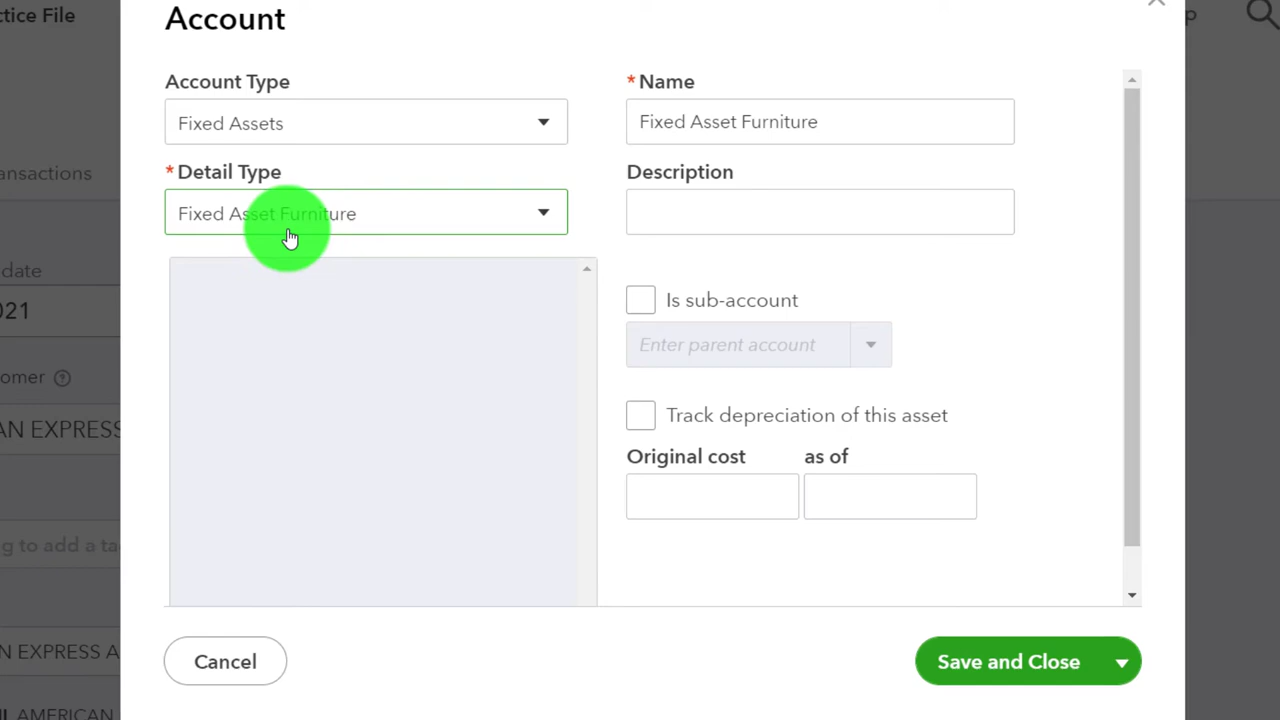 ctice File
Account
p
Account Type
* Name
Fixed Assets
Fixed Asset Furniture
ansactions
* Detail Type
Description
Fixed Asset Furniture
date
021
Is sub-account
Enter parent account
omer ?
Track depreciation of this asset
AN EXPRESS
Original cost
as of
g to add a ta
N EXPRESS A
Cancel
Save and Close
AMERICAN